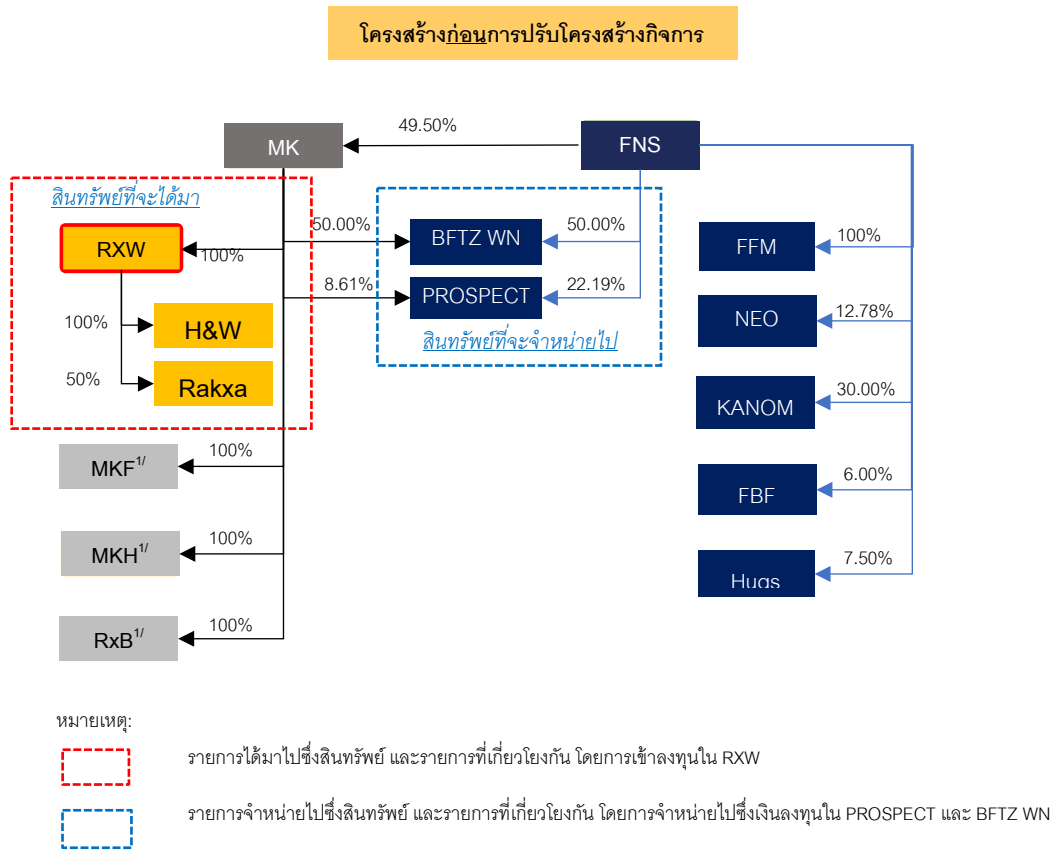 โครงสร้างก่อนการปรับโครงสร้างกิจการ
49.50%
MK
FNS
สินทรัพย์ที่จะได้มา
50.00%
BFTZ WN
50.00%
RXW
100%
FFM
100%
8.61%
PROSPECT
22.19%
NEO
12.78%
100%
H&W
สินทรัพย์ที่จะจำหน่ายไป
50%
Rakxa
KANOM
30.00%
MKF1/
100%
FBF
6.00%
MKH1/
100%
Hugs
7.50%
RxB1/
100%
หมายเหตุ:
รายการได้มาไปซึ่งสินทรัพย์ และรายการที่เกี่ยวโยงกัน โดยการเข้าลงทุนใน RXW
รายการจำหน่ายไปซึ่งสินทรัพย์ และรายการที่เกี่ยวโยงกัน โดยการจำหน่ายไปซึ่งเงินลงทุนใน PROSPECT และ BFTZ WN